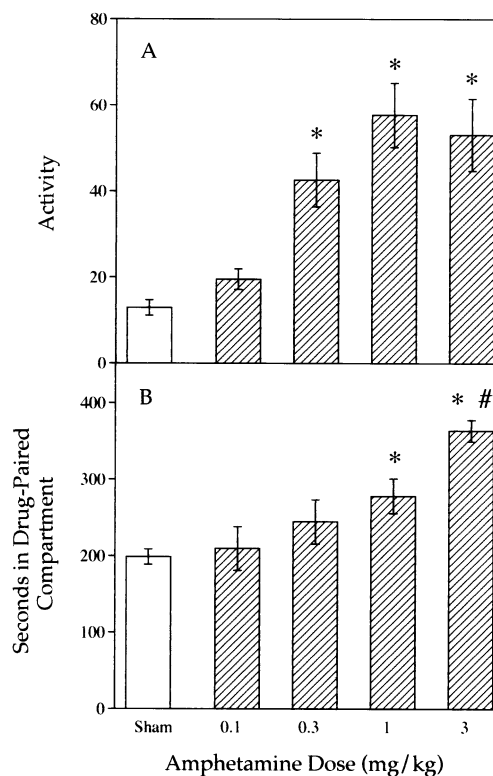 80
A
*
*
*
60
40
20
0
Activity
B
* #
*
400
300
200
100
0
Seconds in Drug-Paired
Compartment
Sham 0.1 0.3 1 3
Amphetamine Dose (mg/kg)